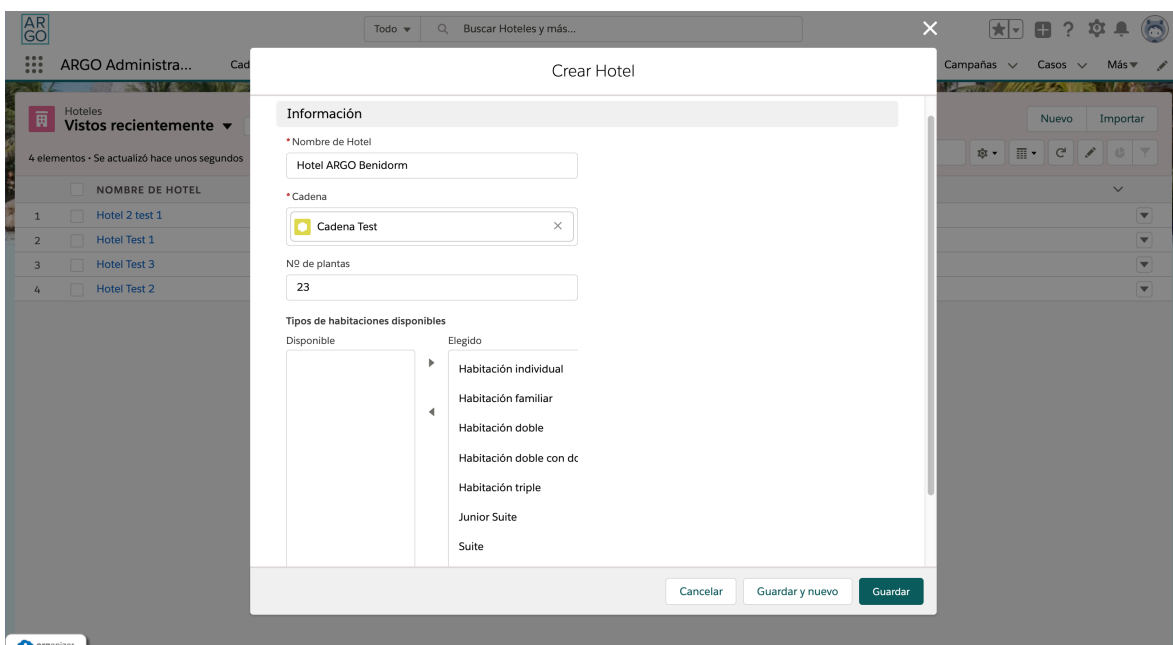 AR
GO
Todo
Buscar Hoteles y más...
ARGO Administra...
Cad
Campañas
Casos
Más
Hoteles
Vistos recientemente
Nuevo
Importar
4 elementos • Se actualizó hace unos segundos
NOMBRE DE HOTEL
1 Hotel 2 test 1
2 Hotel Test 1
3 Hotel Test 3
4 Hotel Test 2
Crear Hotel
Información
*Nombre de Hotel
Hotel ARGO Benidorm
*Cadena
Cadena Test
Nº de plantas
23
Tipos de habitaciones disponibles
Disponible
Elegido
Habitación individual
Habitación familiar
Habitación doble
Habitación doble con dc
Habitación triple
Junior Suite
Suite
Cancelar
Guardar y nuevo
Guardar